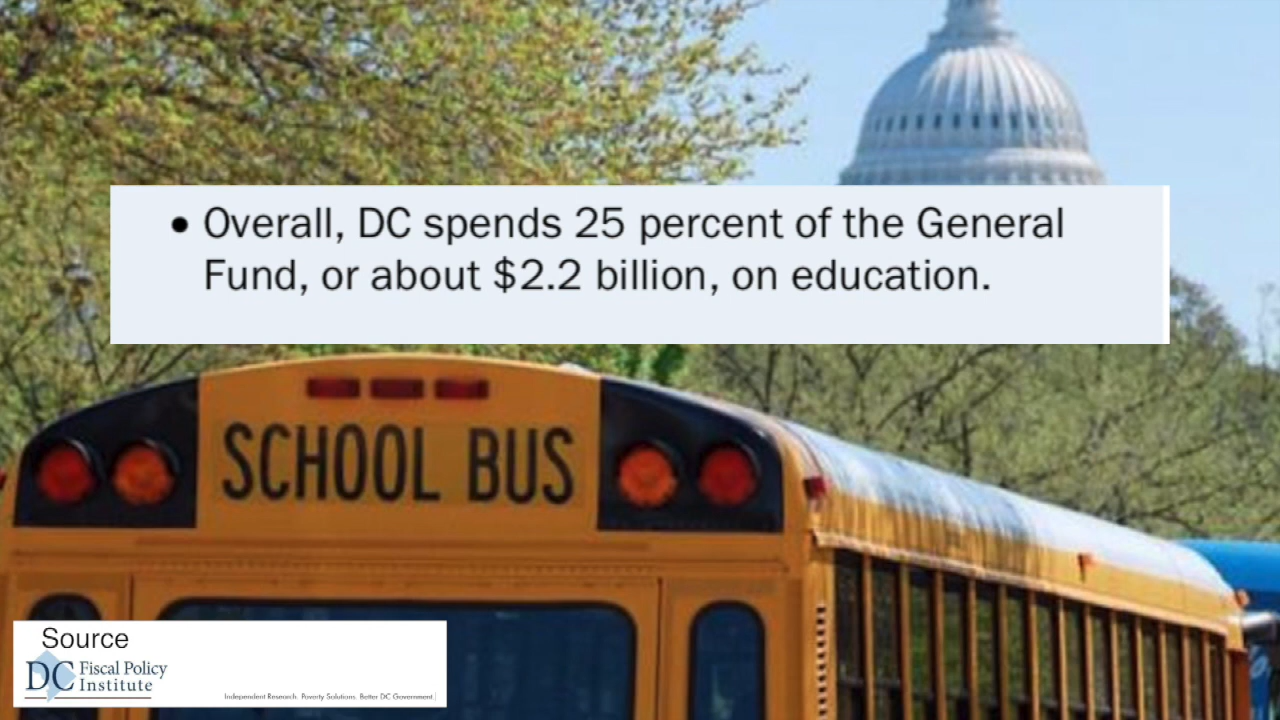 • Overall, DC spends 25 percent of the General
Fund, or about $2.2 billion, on education.
SCHOOL BUS
Source
DC Fiscal Policy
Institute
Independent Research. Poverty Solutions. Better DC Government.